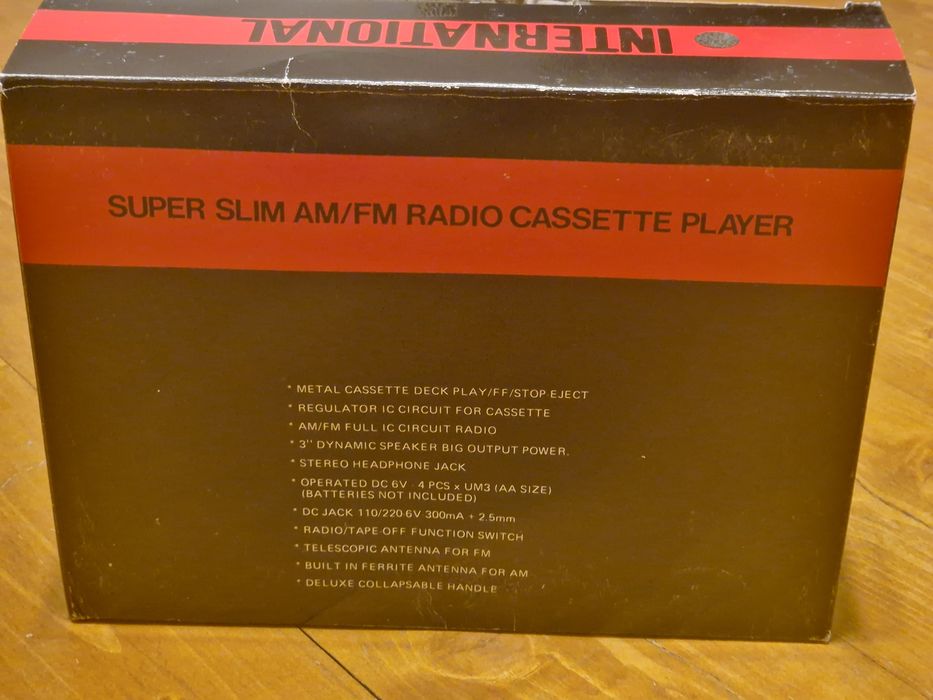 INTERNATIONAL
SUPER SLIM AM/FM RADIO CASSETTE PLAYER
* METAL CASSETTE DECK PLAY/FF/STOP-EJECT
* REGULATOR IC CIRCUIT FOR CASSETTE
* AM/FM FULL IC CIRCUIT RADIO
* 3'' DYNAMIC SPEAKER BIG OUTPUT POWER.
* STEREO HEADPHONE JACK
* OPERATED DC 6V - 4 PCS x UM3 (AA SIZE)
(BATTERIES NOT INCLUDED)
* DC JACK 110/220-6V 300mA + 2.5mm
* RADIO/TAPE-OFF FUNCTION SWITCH
* TELESCOPIC ANTENNA FOR FM
* BUILT IN FERRITE ANTENNA FOR AM
* DELUXE COLLAPSABLE HANDLE